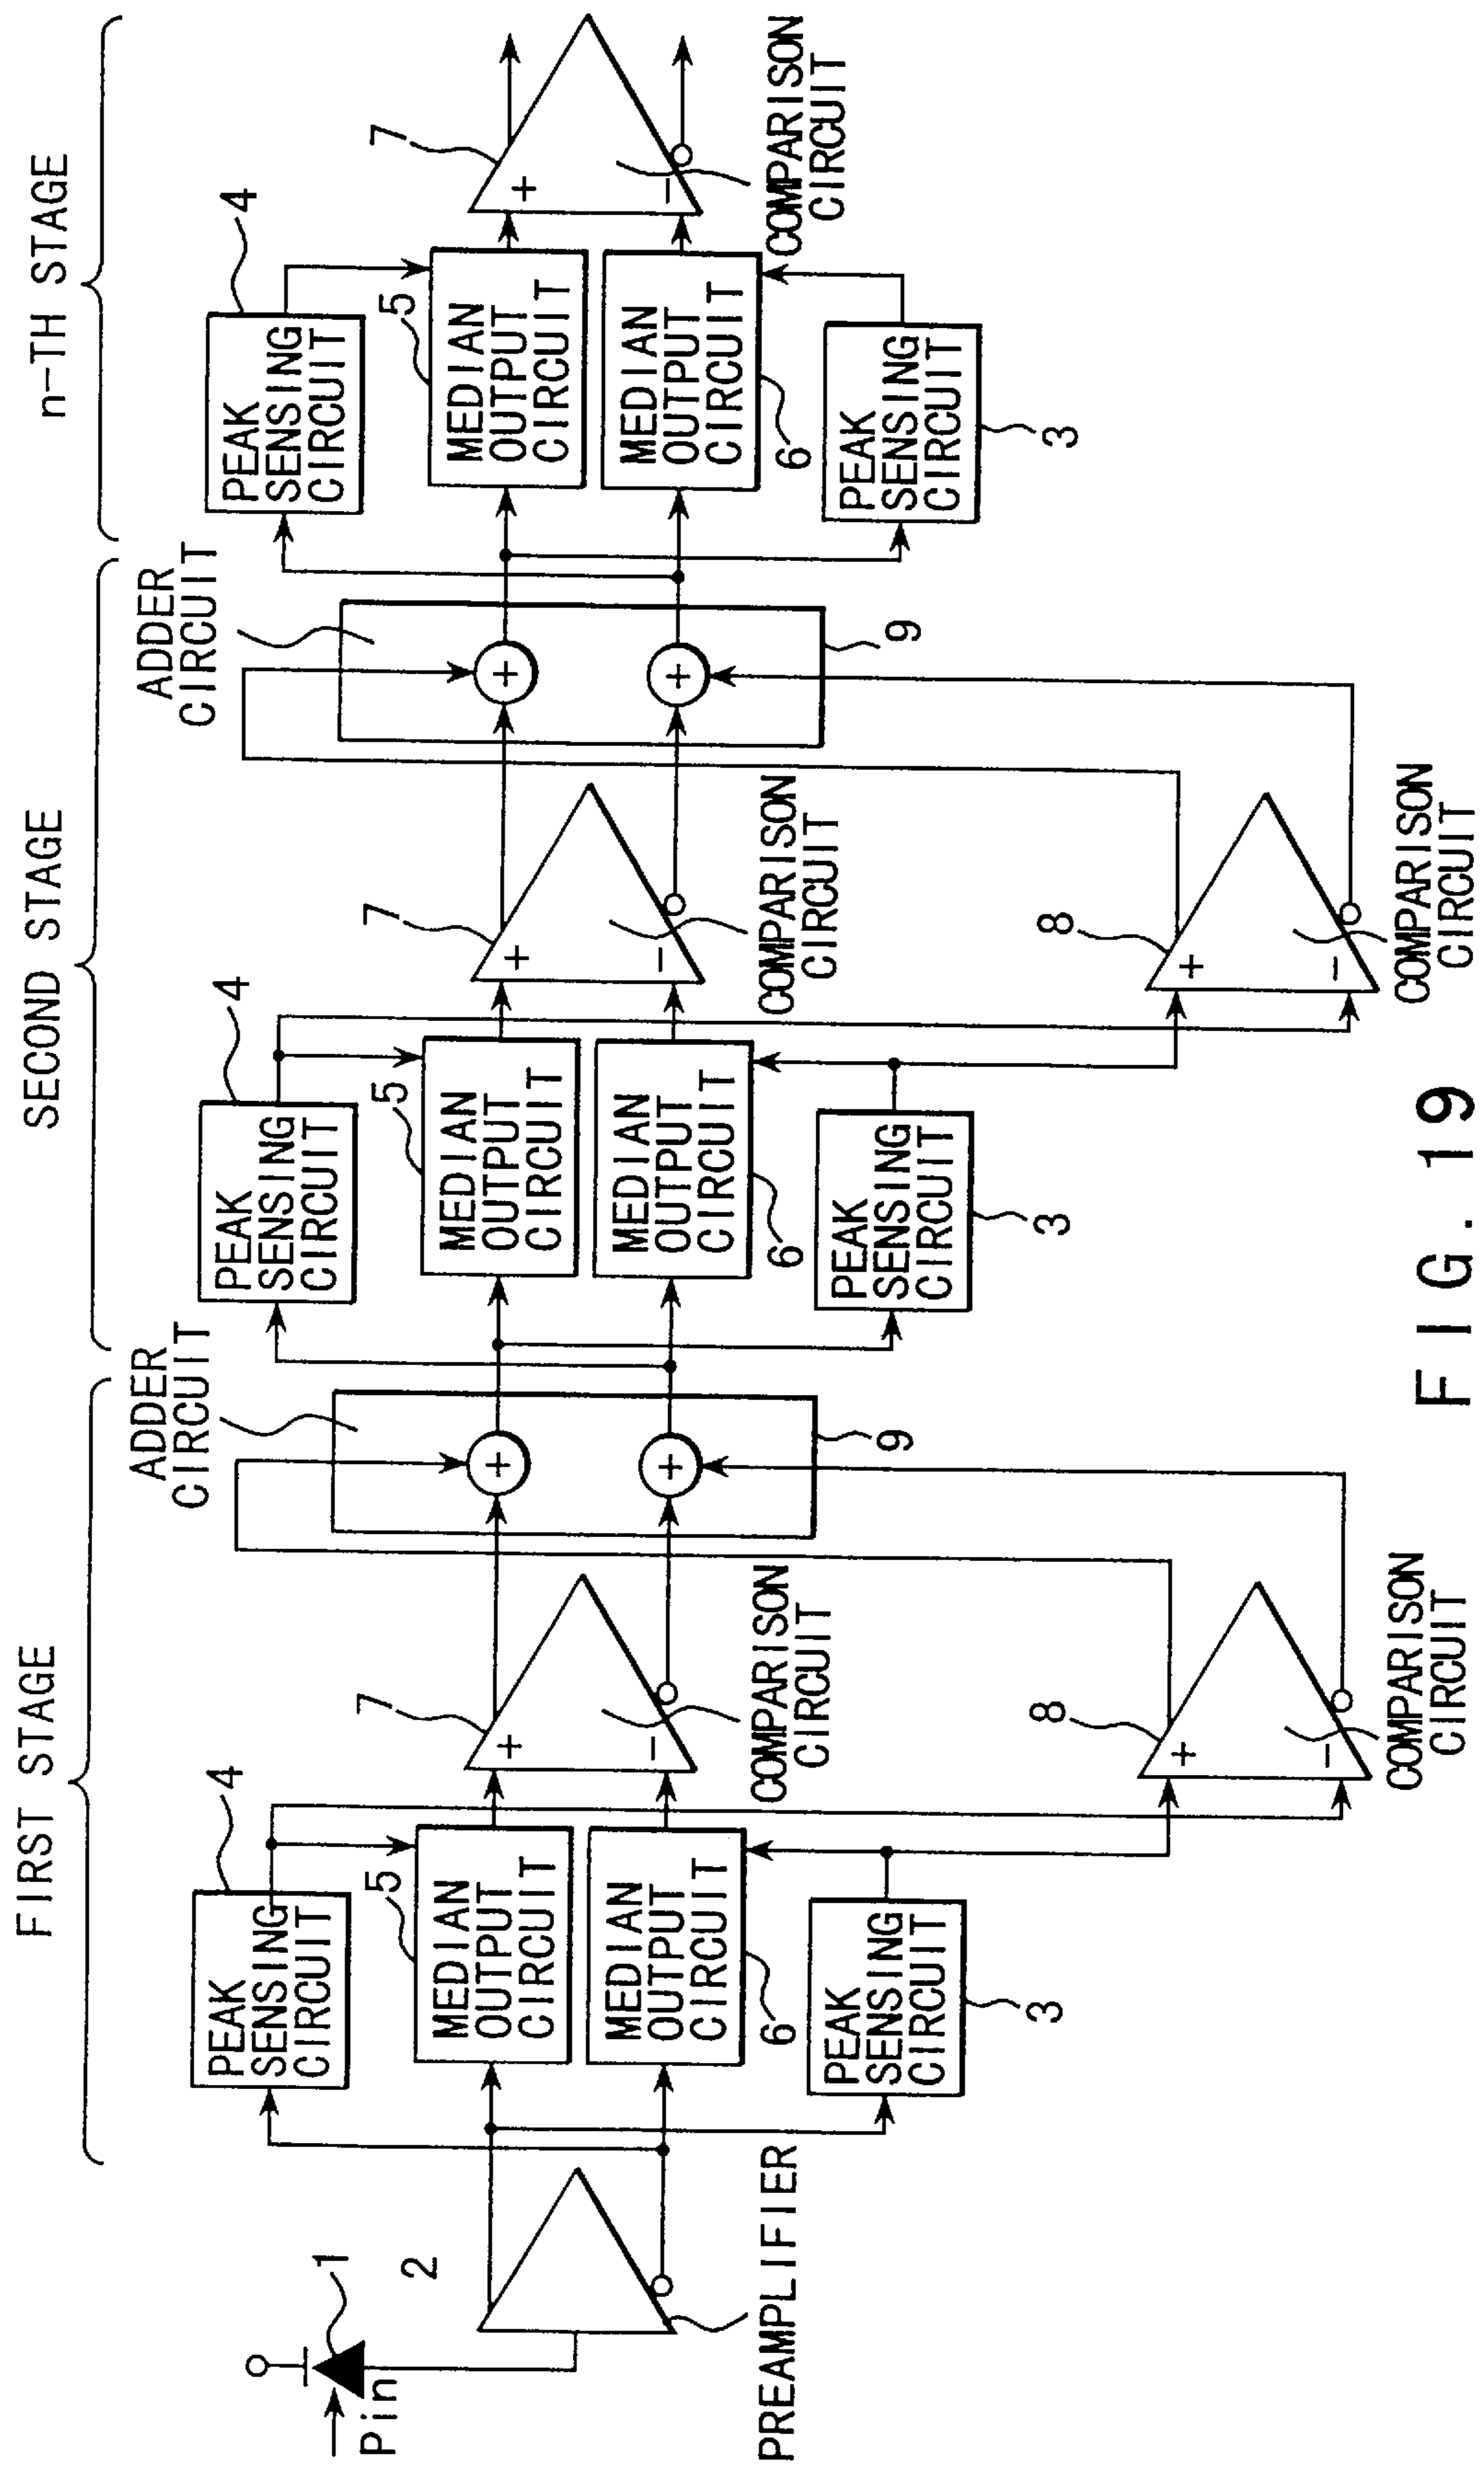 FIRST STAGE
SECOND STAGE
n-TH STAGE
Pin
1
2
PREAMPLIFIER
PEAK
SENSING
CIRCUIT
4
MEDIAN
OUTPUT
CIRCUIT
5
MEDIAN
OUTPUT
CIRCUIT
6
PEAK
SENSING
CIRCUIT
3
7
+
−
COMPARISON
CIRCUIT
8
+
−
COMPARISON
CIRCUIT
ADDER
CIRCUIT
+
+
9
PEAK
SENSING
CIRCUIT
4
MEDIAN
OUTPUT
CIRCUIT
5
MEDIAN
OUTPUT
CIRCUIT
6
PEAK
SENSING
CIRCUIT
3
7
+
−
COMPARISON
CIRCUIT
8
+
−
COMPARISON
CIRCUIT
ADDER
CIRCUIT
+
+
9
PEAK
SENSING
CIRCUIT
4
MEDIAN
OUTPUT
CIRCUIT
5
MEDIAN
OUTPUT
CIRCUIT
6
PEAK
SENSING
CIRCUIT
3
7
+
−
COMPARISON
CIRCUIT
FIG. 19